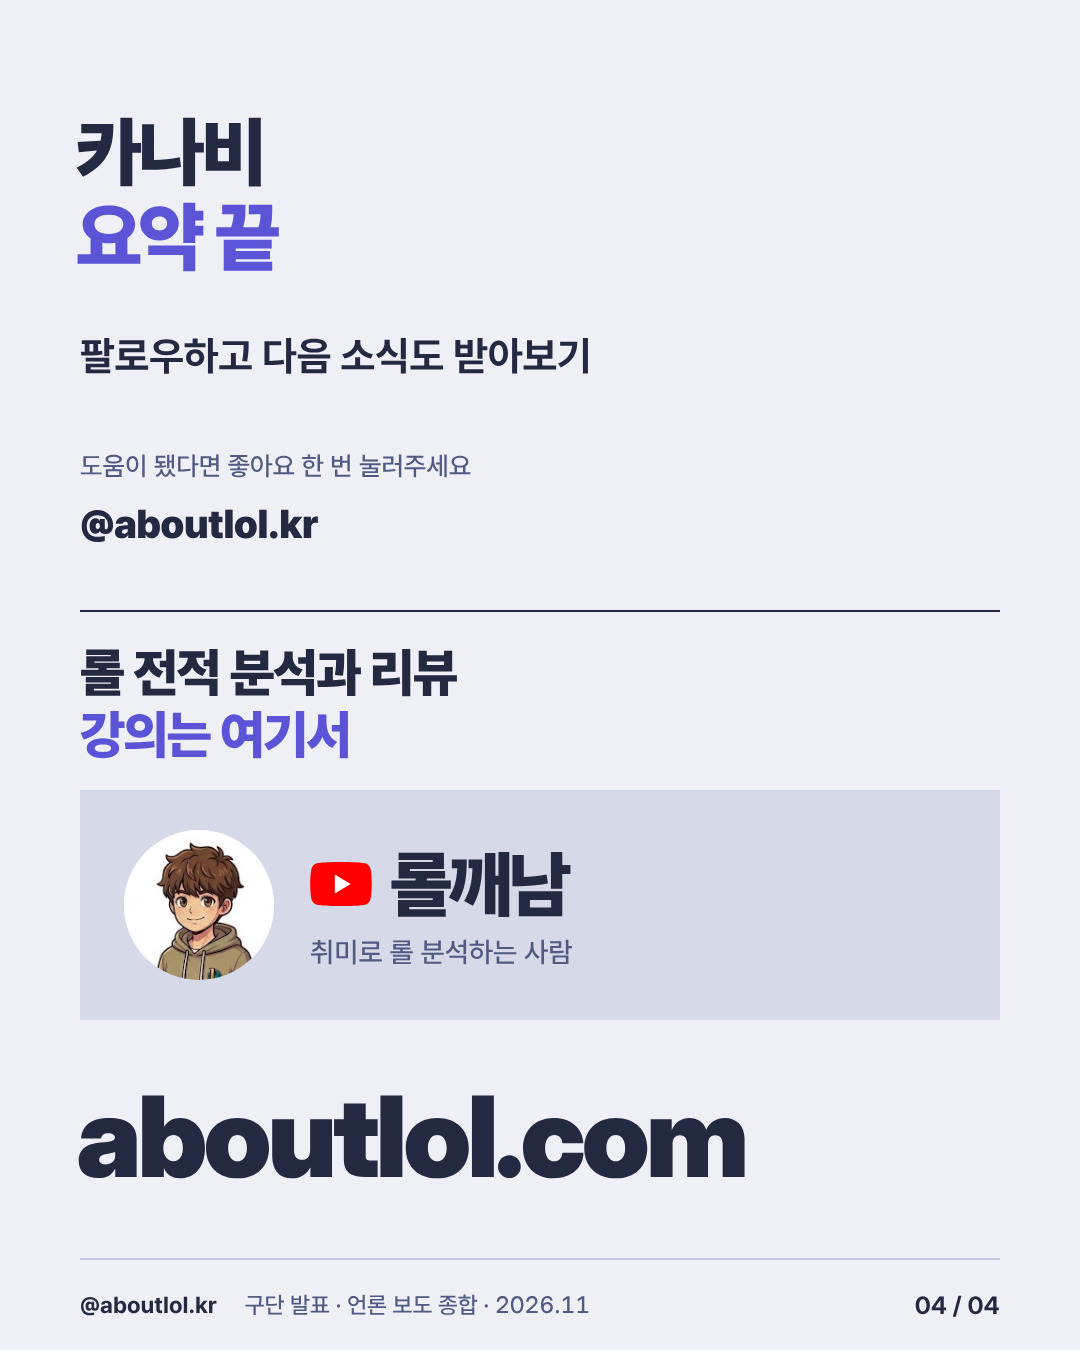 카나비
요약 끝
팔로우하고 다음 소식도 받아보기
도움이 됐다면 좋아요 한 번 눌러주세요
@aboutlol.kr
롤 전적 분석과 리뷰
강의는 여기서
롤깨남
취미로 롤 분석하는 사람
aboutlol.com
@aboutlol.kr 구단 발표 · 언론 보도 종합 · 2026.11 04 / 04